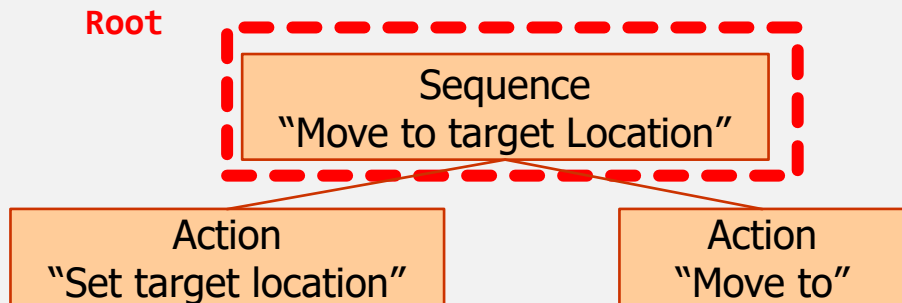 Root
Sequence
“Move to target Location”
Action
“Set target location”
Action
“Move to”